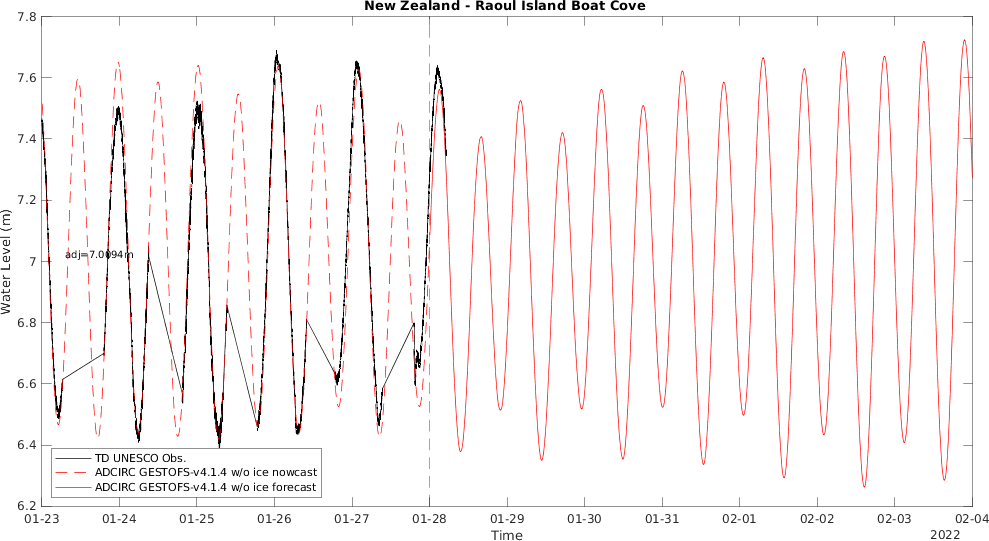 New Zealand - Raoul Island Boat Cove
7.8
7.6
7.4
7.2
7
6.8
6.6
6.4
6.2
Water Level (m)
adj=7.0094m
TD UNESCO Obs.
ADCIRC GESTOFS-v4.1.4 w/o ice nowcast
ADCIRC GESTOFS-v4.1.4 w/o ice forecast
01-23 01-24 01-25 01-26 01-27 01-28 01-29 01-30 01-31 02-01 02-02 02-03 02-04
Time
2022